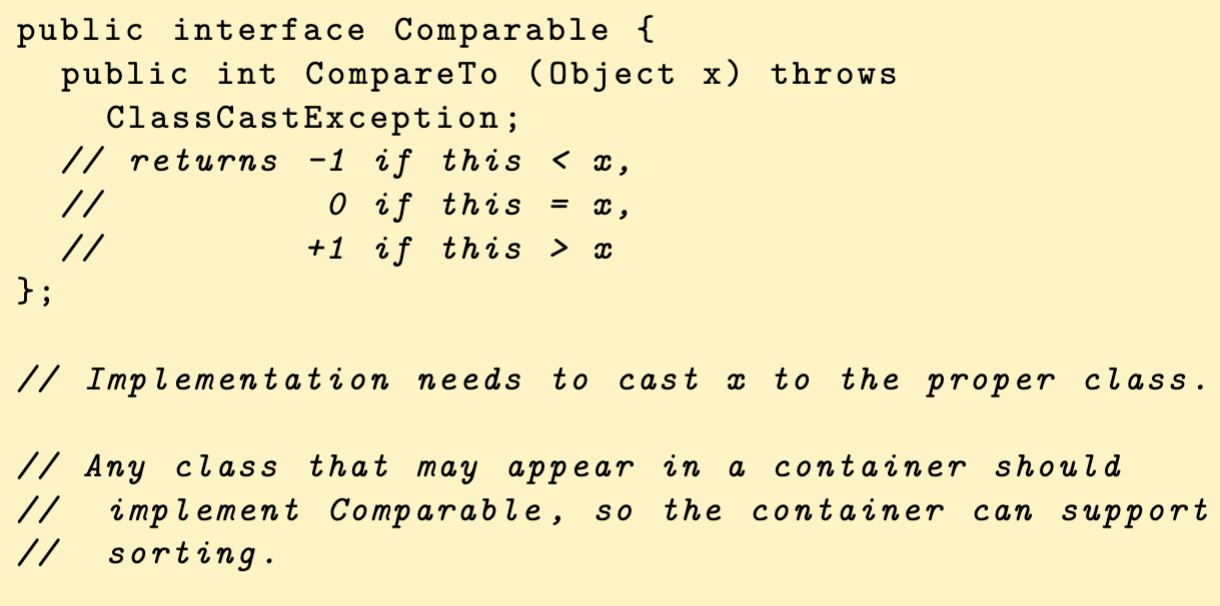 public interface Comparable {
  public int CompareTo (Object x) throws
    ClassCastException;
  // returns -1 if this < x,
  //          0 if this = x,
  //         +1 if this > x
};

// Implementation needs to cast x to the proper class.

// Any class that may appear in a container should
//  implement Comparable, so the container can support
//  sorting.